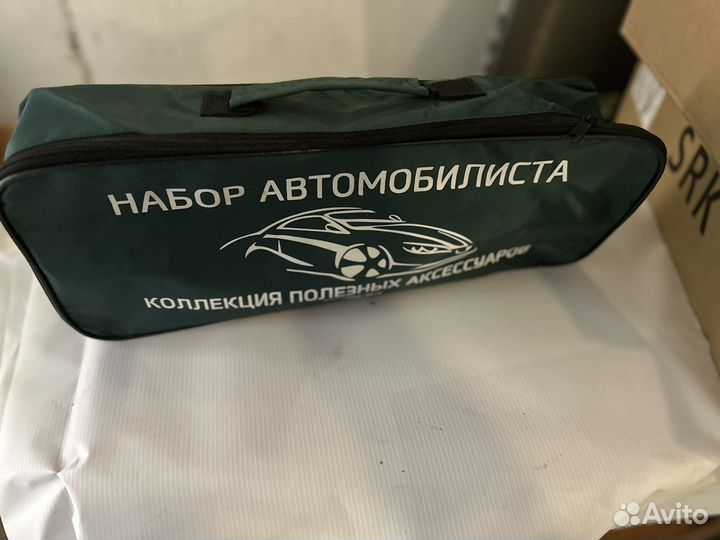 НАБОР АВТОМОБИЛИСТА
КОЛЛЕКЦИЯ ПОЛЕЗНЫХ АКСЕССУАРОВ
SRK
Avito